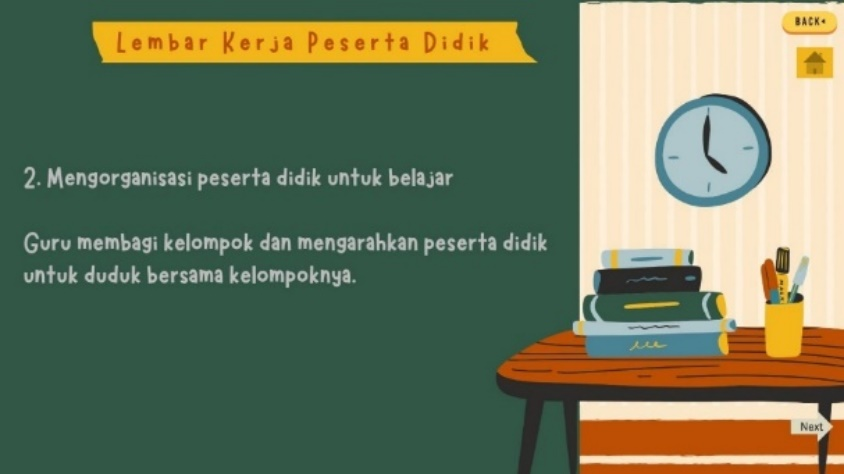 Lembar Kerja Peserta Didik
BACK
2. Mengorganisasi peserta didik untuk belajar
Guru membagi kelompok dan mengarahkan peserta didik
untuk duduk bersama kelompoknya.
Next